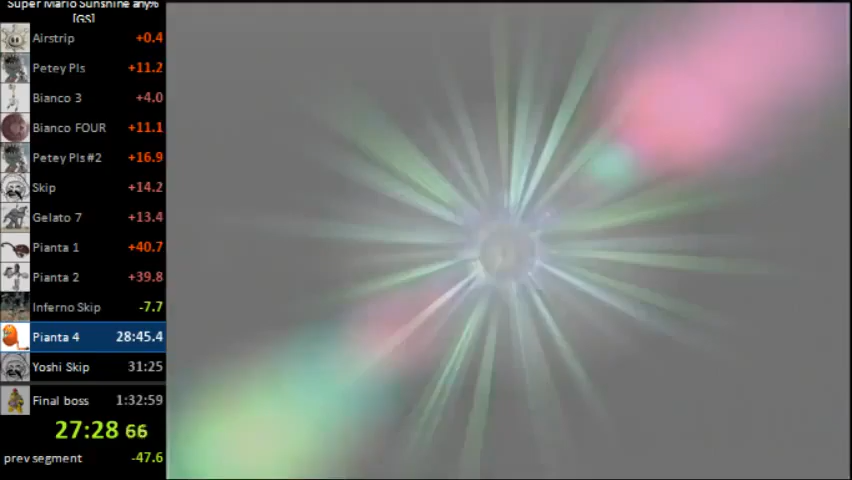 Super Mario Sunshine any%
[GS]
Airstrip +0.4
Petey Pls +11.2
Bianco 3 +4.0
Bianco FOUR +11.1
Petey Pls #2 +16.9
Skip +14.2
Gelato 7 +13.4
Pianta 1 +40.7
Pianta 2 +39.8
Inferno Skip -7.7
Pianta 4 28:45.4
Yoshi Skip 31:25
Final boss 1:32:59
27:28 66
prev segment -47.6